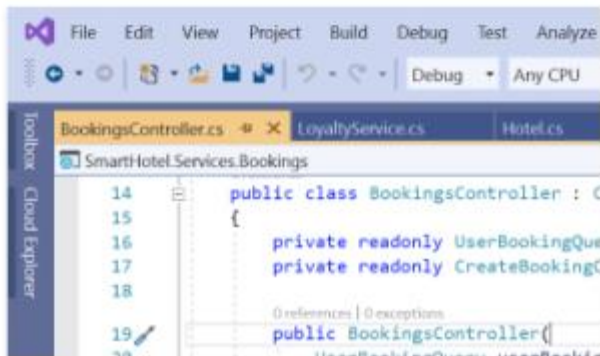 File Edit View Project Build Debug Test Analyze
Debug Any CPU
BookingsController.cs LoyaltyService.cs Hotel.cs
SmartHotel.Services.Bookings
Toolbox
Cloud Explorer
14 public class BookingsController : C
15 {
16 private readonly UserBookingQue
17 private readonly CreateBookingC
18
0 references | 0 exceptions
19 public BookingsController(